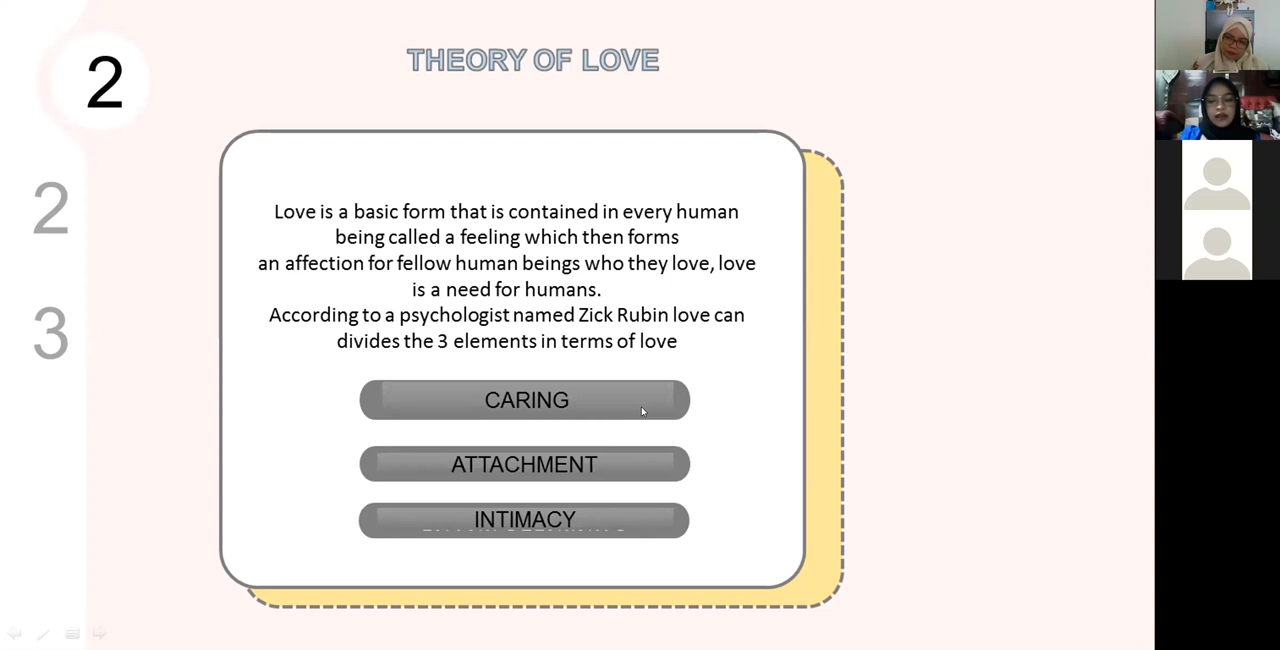 2
THEORY OF LOVE
2
3
Love is a basic form that is contained in every human
being called a feeling which then forms
an affection for fellow human beings who they love, love
is a need for humans.
According to a psychologist named Zick Rubin love can
divides the 3 elements in terms of love
CARING
ATTACHMENT
INTIMACY